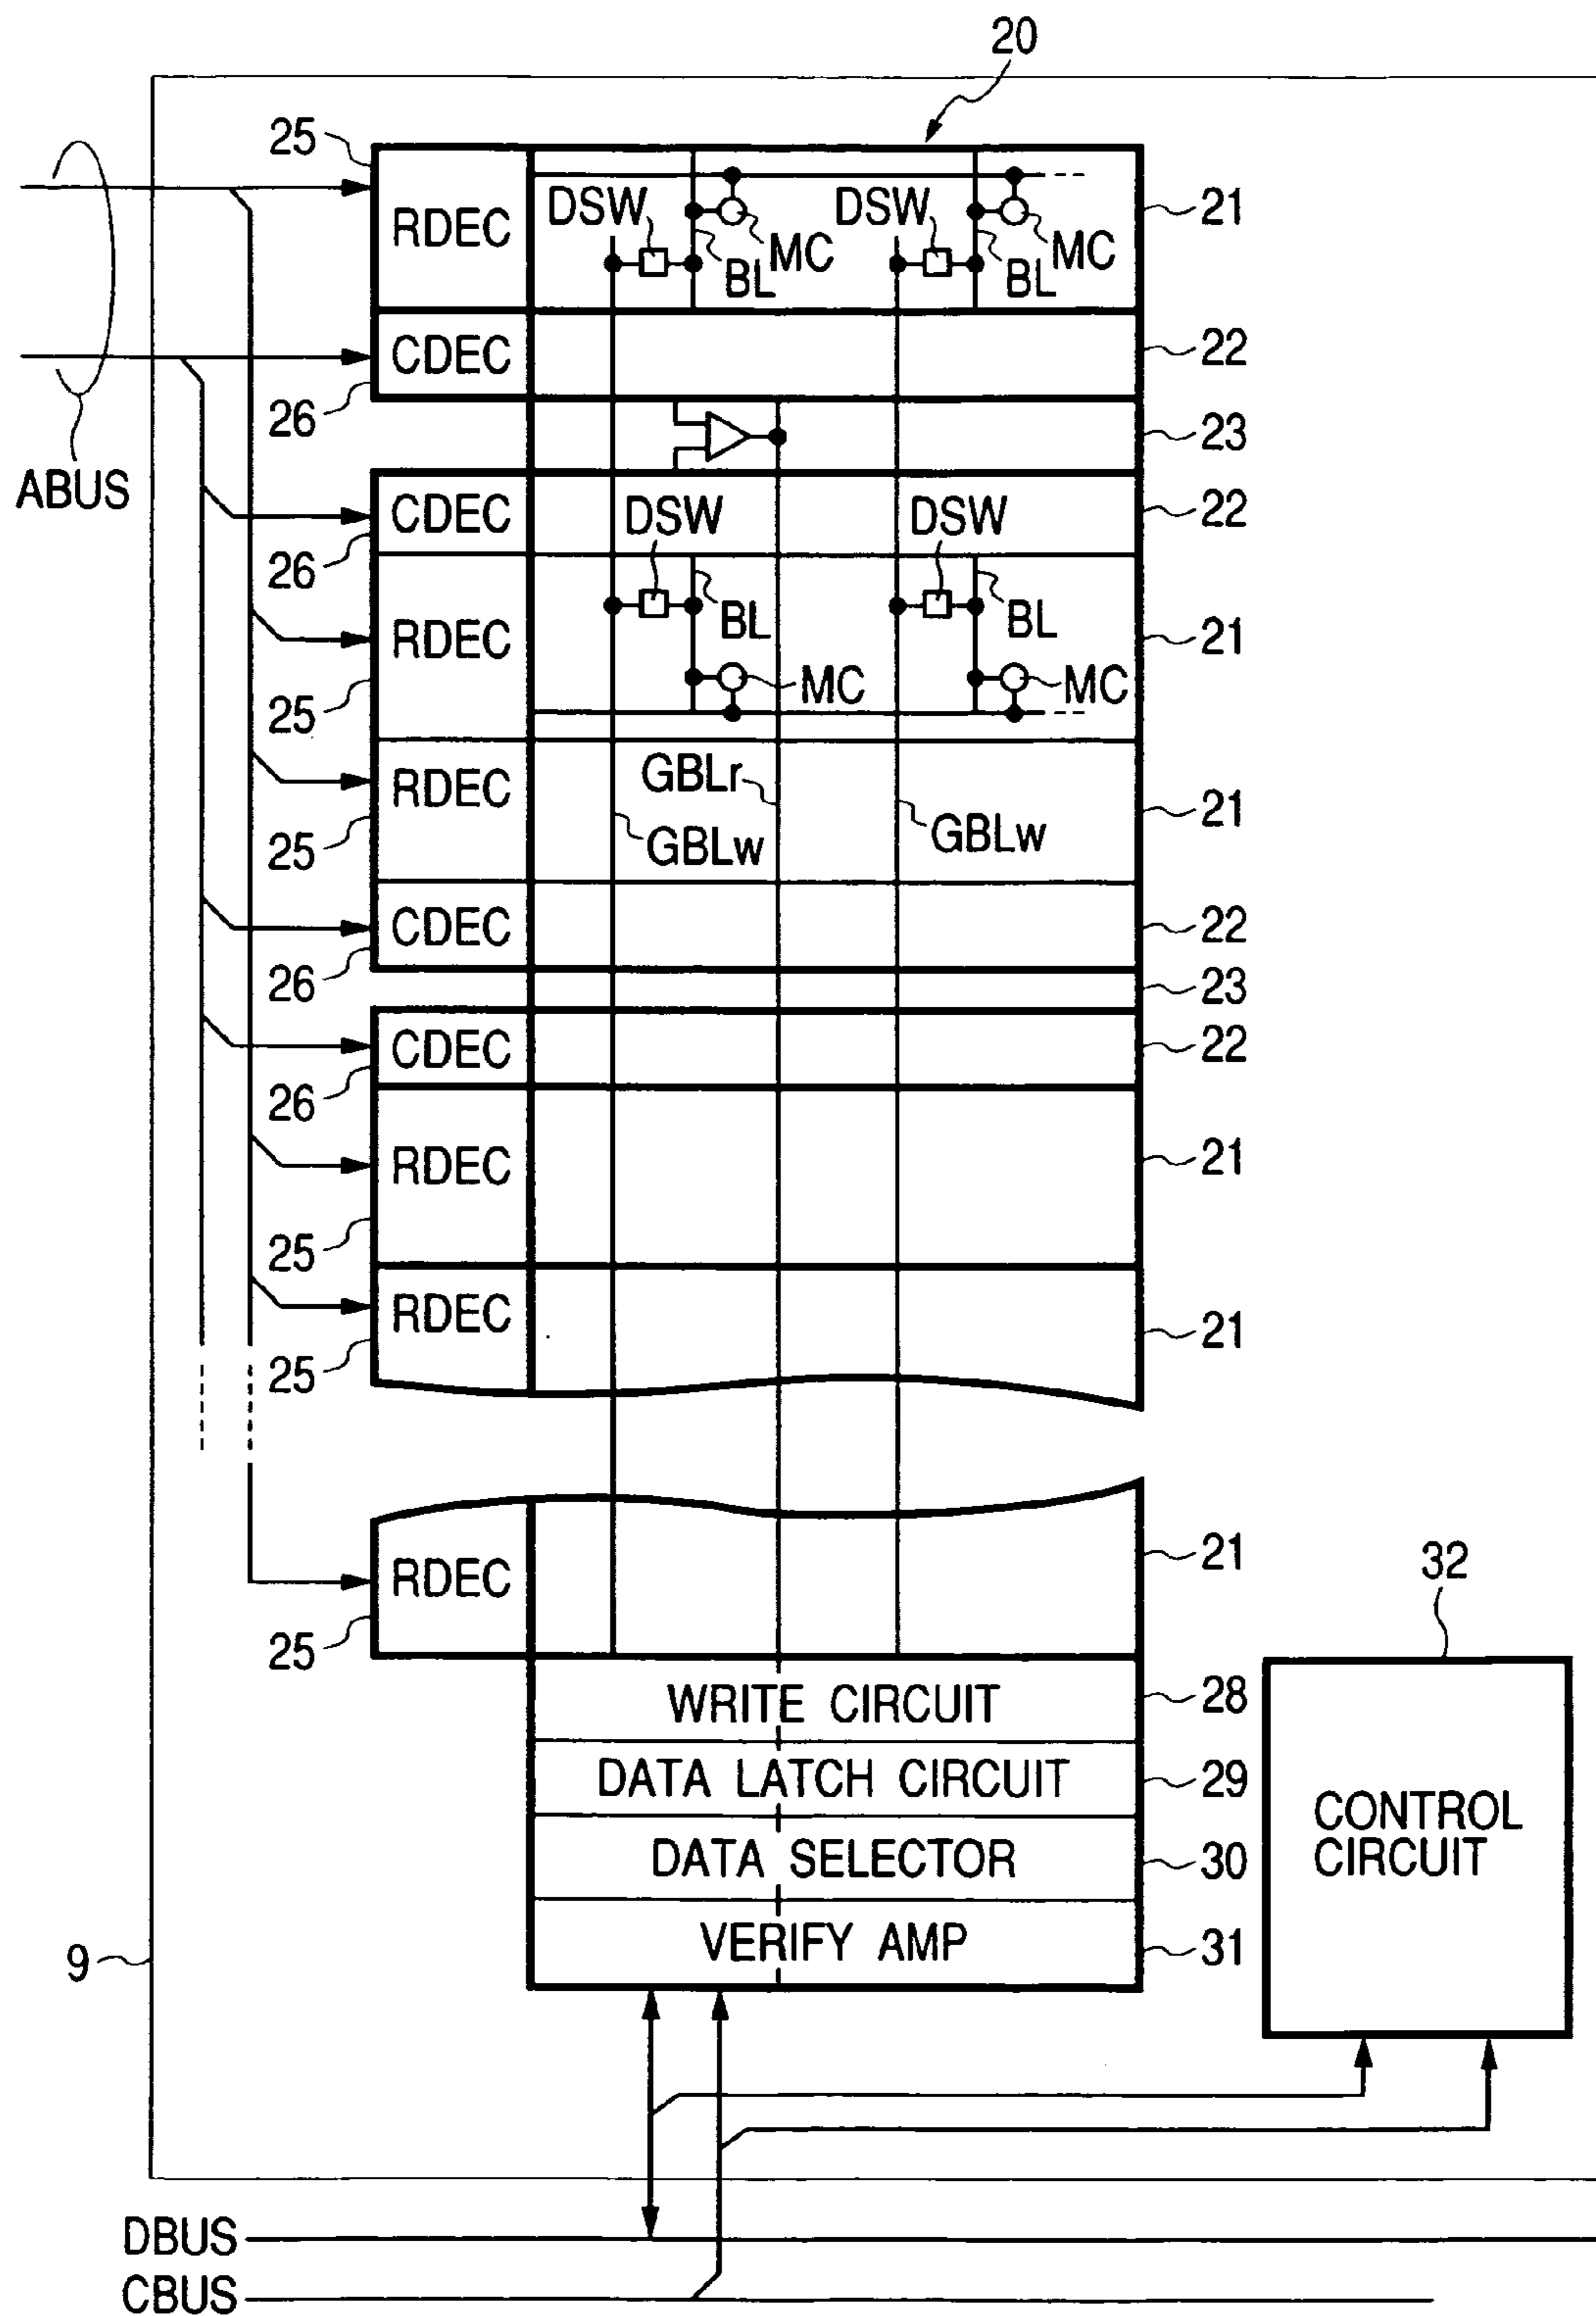 20
25
RDEC
DSW
BL
MC
DSW
BL
MC
21
CDEC
22
26
23
ABUS
CDEC
DSW
DSW
22
26
RDEC
BL
BL
21
MC
MC
25
RDEC
GBLr
GBLw
GBLw
21
25
CDEC
22
26
23
CDEC
22
26
RDEC
21
25
RDEC
21
25
RDEC
21
25
32
WRITE CIRCUIT
28
DATA LATCH CIRCUIT
29
CONTROL
CIRCUIT
DATA SELECTOR
30
VERIFY AMP
31
9
DBUS
CBUS